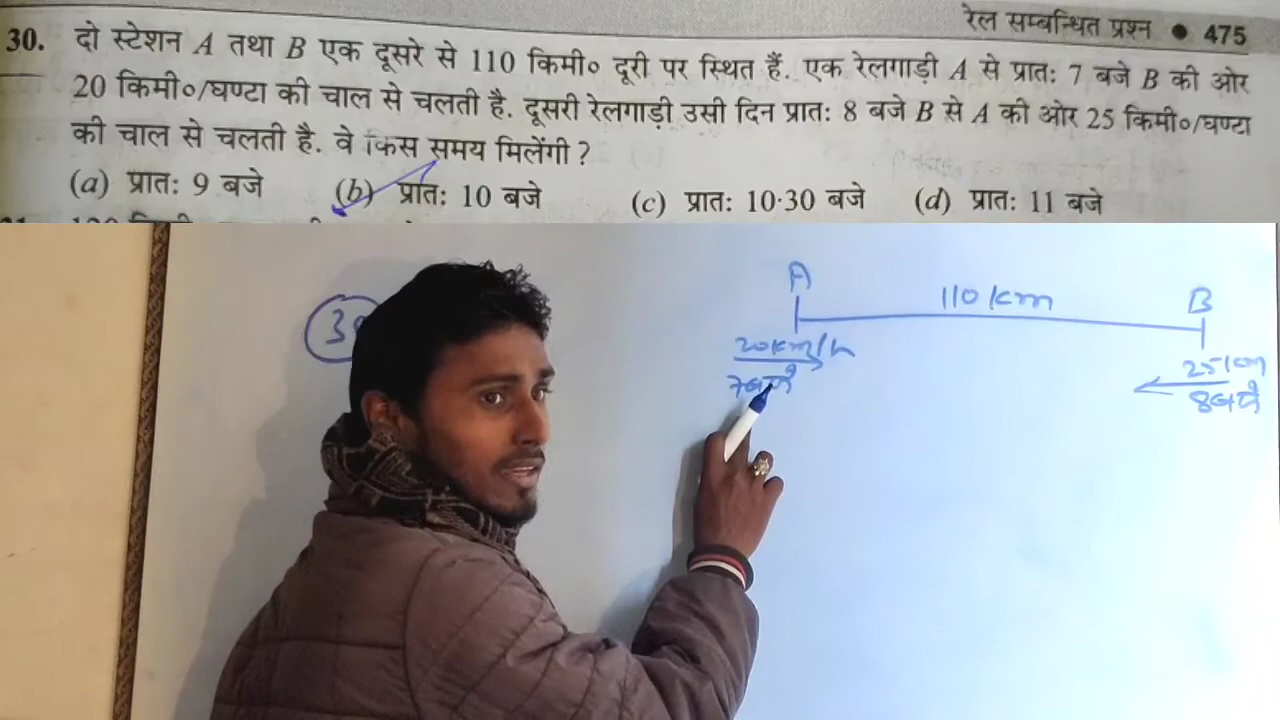 रेल सम्बन्धित प्रश्न ● 475
30. दो स्टेशन A तथा B एक दूसरे से 110 किमी० दूरी पर स्थित हैं. एक रेलगाड़ी A से प्रात: 7 बजे B की ओर
20 किमी०/घण्टा की चाल से चलती है. दूसरी रेलगाड़ी उसी दिन प्रात: 8 बजे B से A की ओर 25 किमी०/घण्टा
की चाल से चलती है. वे किस समय मिलेंगी ?
(a) प्रात: 9 बजे (b) प्रात: 10 बजे (c) प्रात: 10·30 बजे (d) प्रात: 11 बजे
A 110 km B
20km/h 25km
7बजे 8बजे